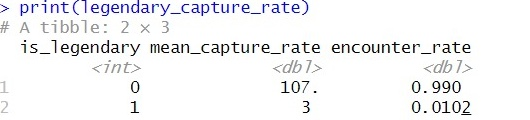 > print(legendary_capture_rate)
# A tibble: 2 × 3
is_legendary mean_capture_rate encounter_rate
<int> <dbl> <dbl>
1 0 107. 0.990
2 1 3 0.0102